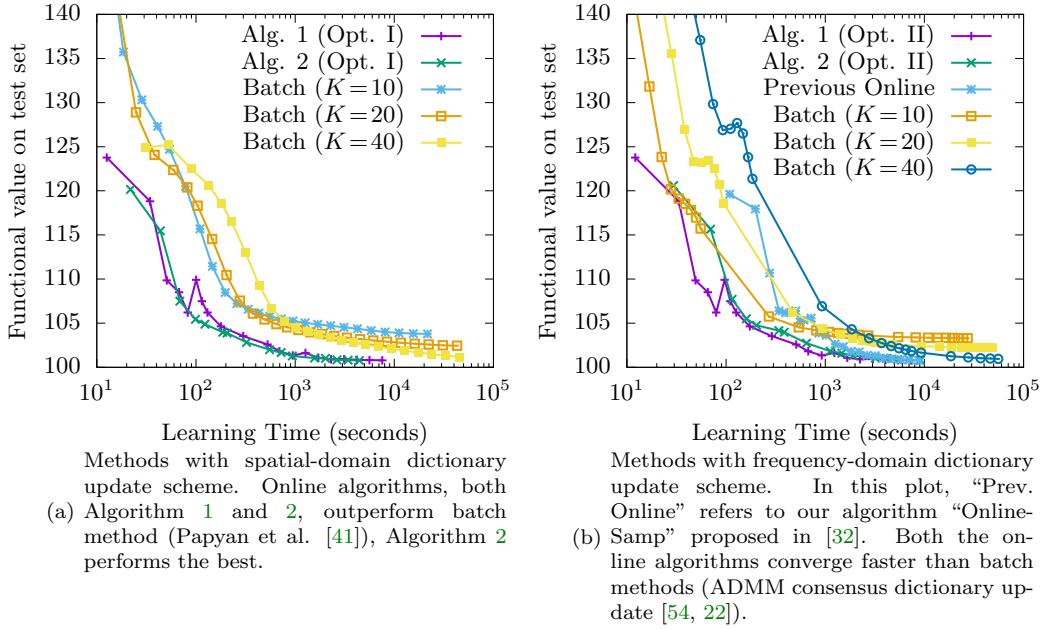 Functional value on test set
140
135
130
125
120
115
110
105
100
10^1
10^2
10^3
10^4
10^5
Learning Time (seconds)
Alg. 1 (Opt. I)
Alg. 2 (Opt. I)
Batch (K = 10)
Batch (K = 20)
Batch (K = 40)
(a) Methods with spatial-domain dictionary
update scheme. Online algorithms, both
Algorithm 1 and 2, outperform batch
method (Papyan et al. [41]), Algorithm 2
performs the best.
Functional value on test set
140
135
130
125
120
115
110
105
100
10^1
10^2
10^3
10^4
10^5
Learning Time (seconds)
Alg. 1 (Opt. II)
Alg. 2 (Opt. II)
Previous Online
Batch (K = 10)
Batch (K = 20)
Batch (K = 40)
(b) Methods with frequency-domain dictionary
update scheme. In this plot, “Prev.
Online” refers to our algorithm “Online-
Samp” proposed in [32]. Both the on-
line algorithms converge faster than batch
methods (ADMM consensus dictionary up-
date [54, 22]).